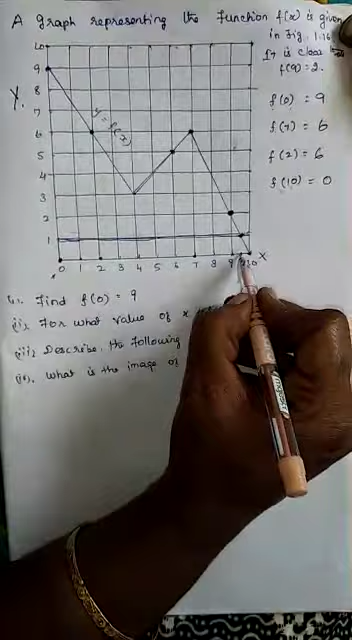 A graph representing the function f(x) is given
in Fig. 1.16
It is clear that
f(9)=2.
f(0) = 9
f(7) = 6
f(2) = 6
f(10) = 0
10
9
8
Y
7
6
y = f(x)
5
4
3
2
1
0 1 2 3 4 5 6 7 8 9 10 X
i). Find f(0) = 9
ii). For what value of x
iii). Describe the following
iv). What is the image of